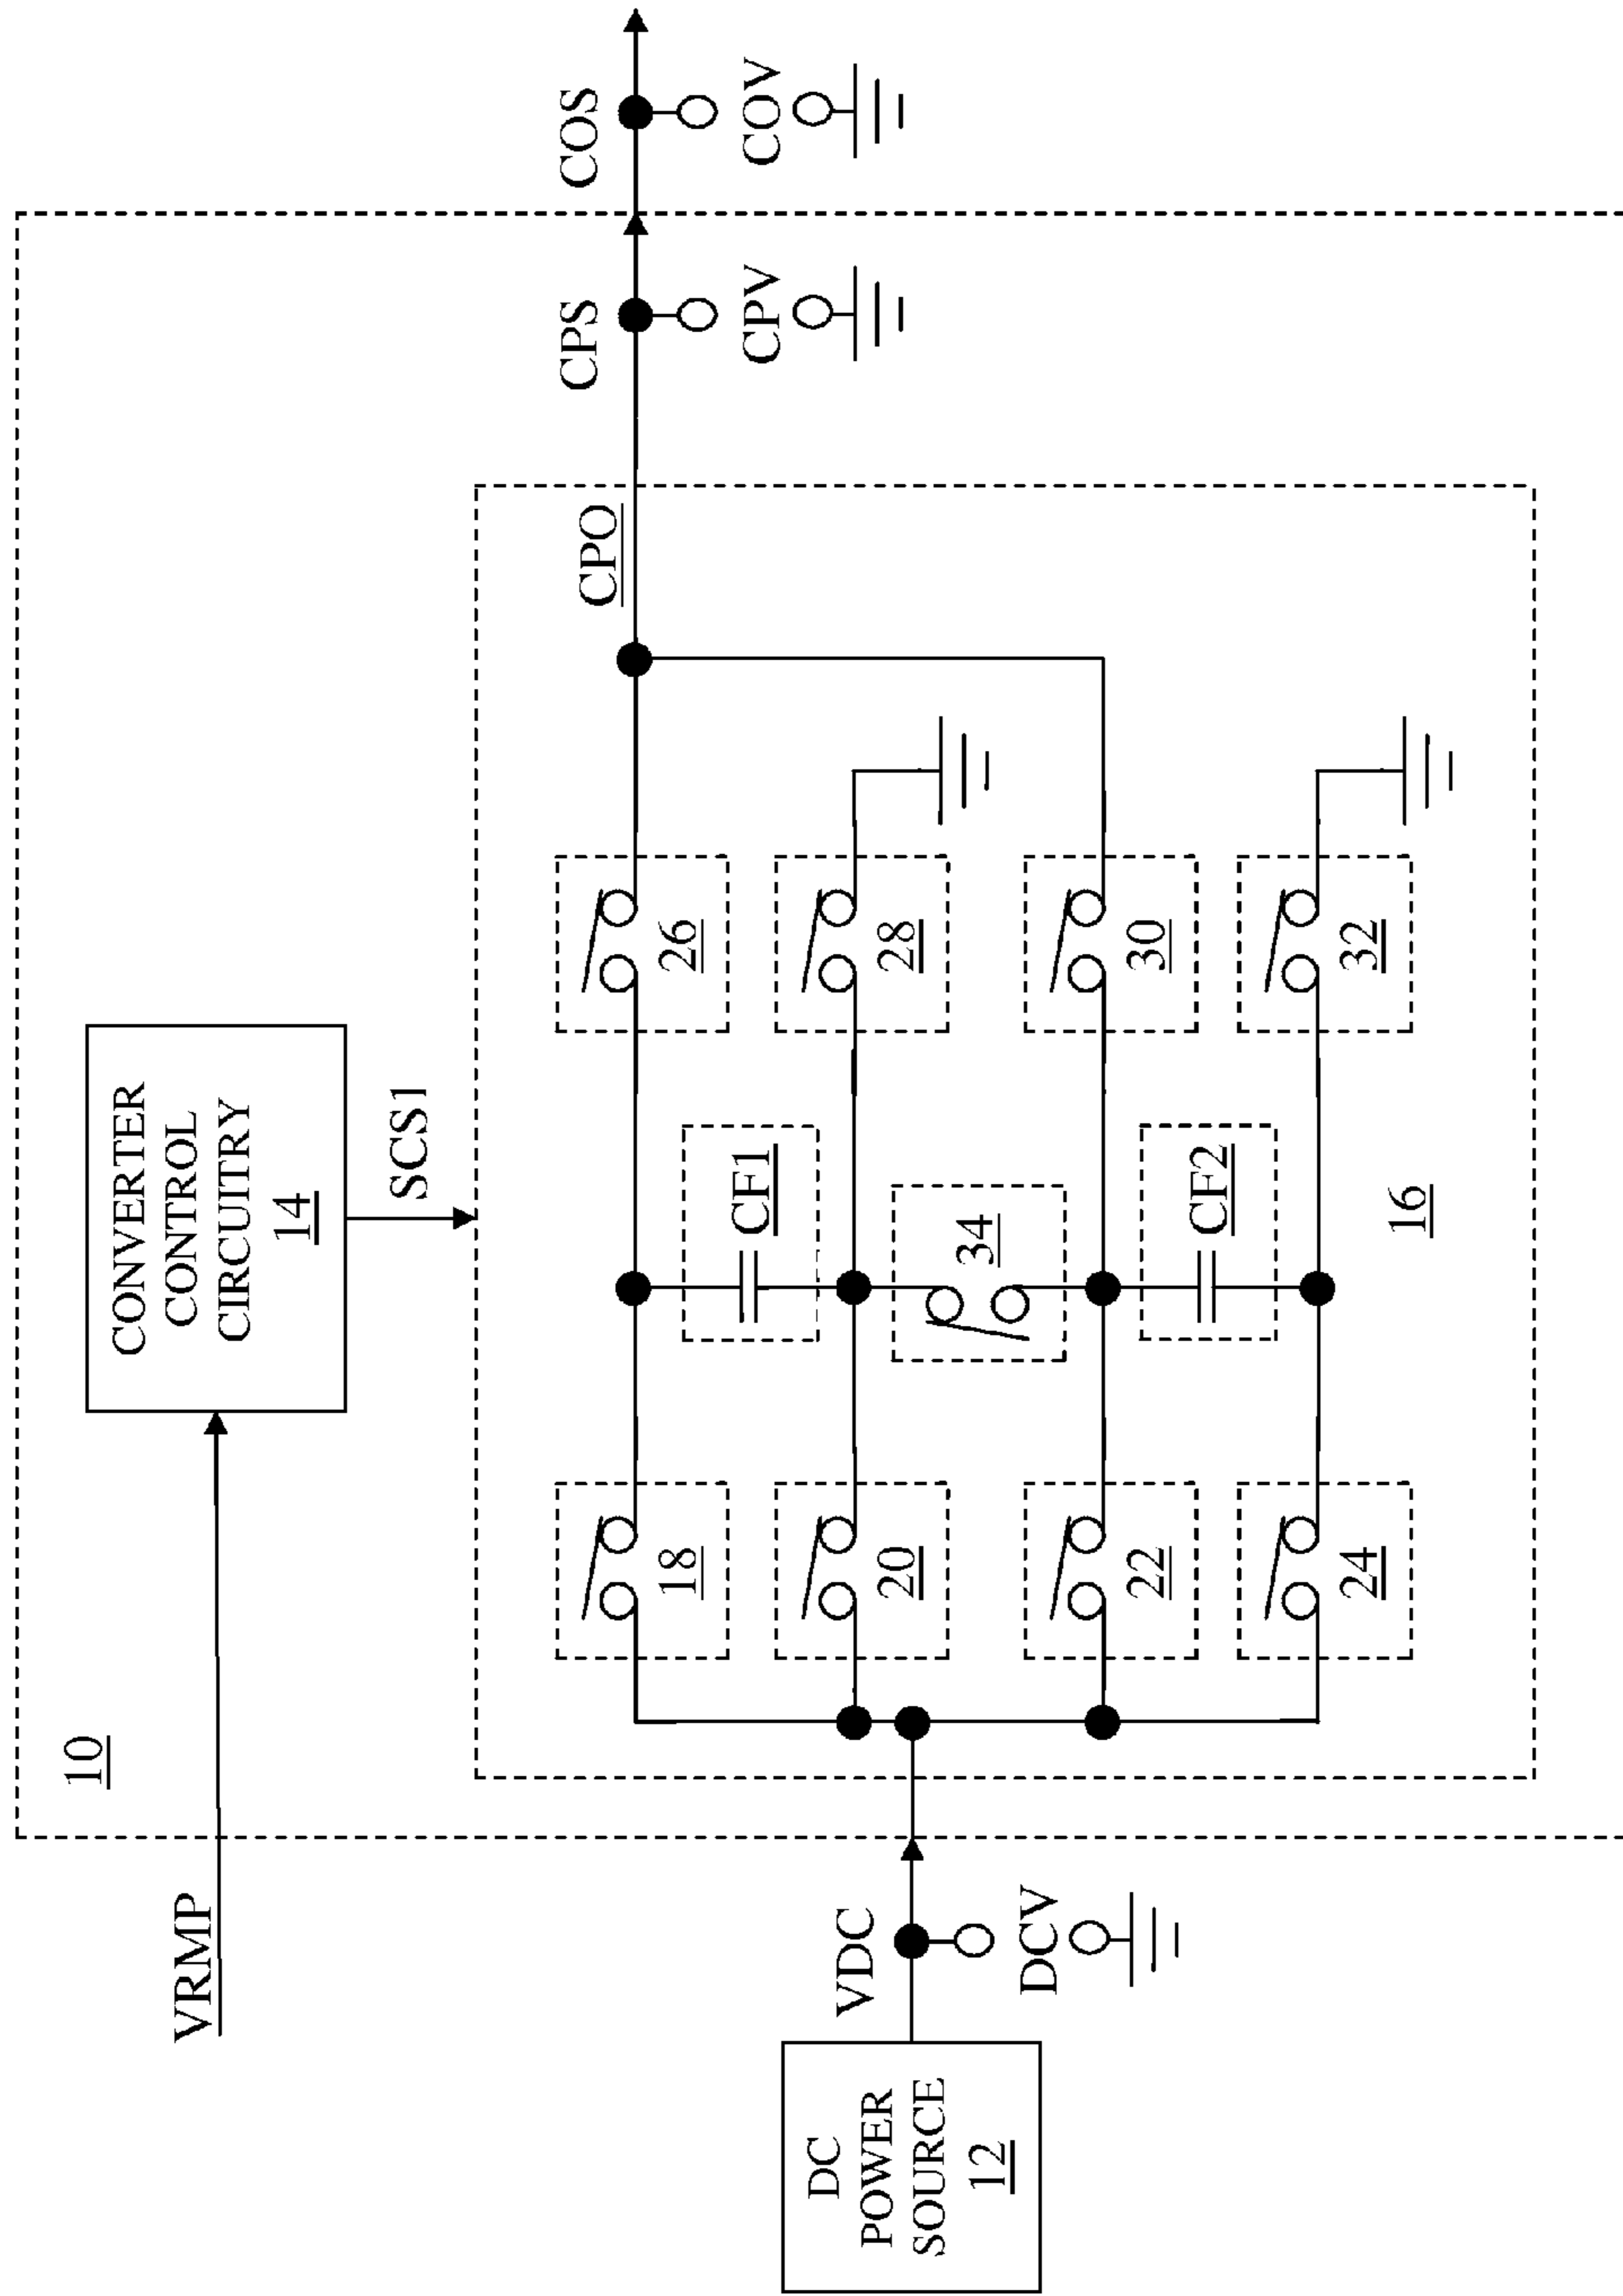 10
VRMP
CONVERTER
CONTROL
CIRCUITRY
14
SCS1
CPO
CPS
COS
CPV
COV
18
26
CF1
20
28
34
22
30
CF2
24
32
16
DC
POWER
SOURCE
12
VDC
DCV